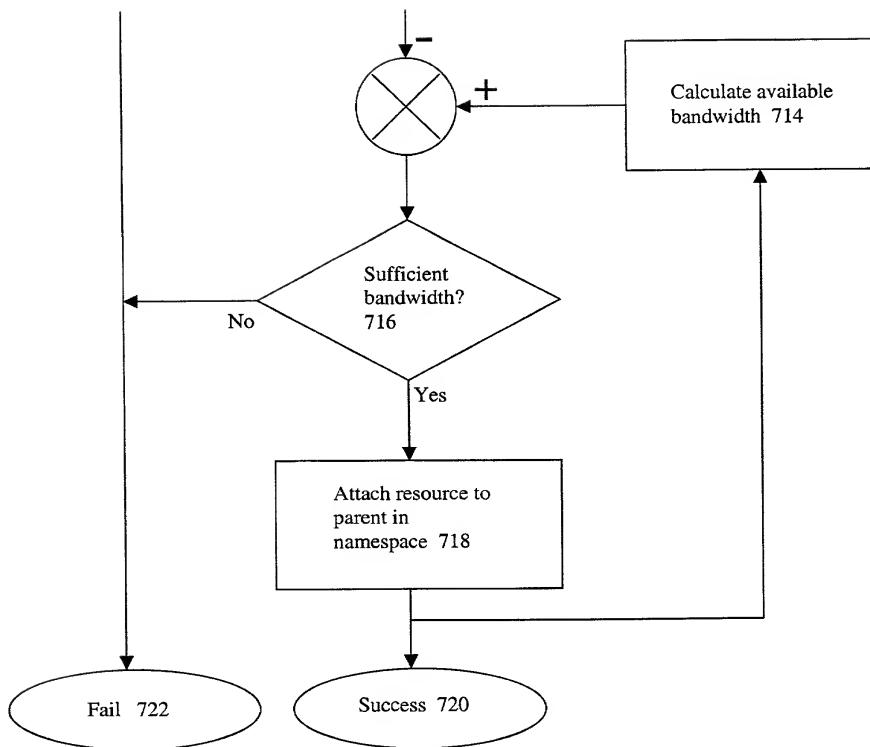 -
+
Calculate available
bandwidth 714
Sufficient
bandwidth?
716
No
Yes
Attach resource to
parent in
namespace 718
Fail 722
Success 720